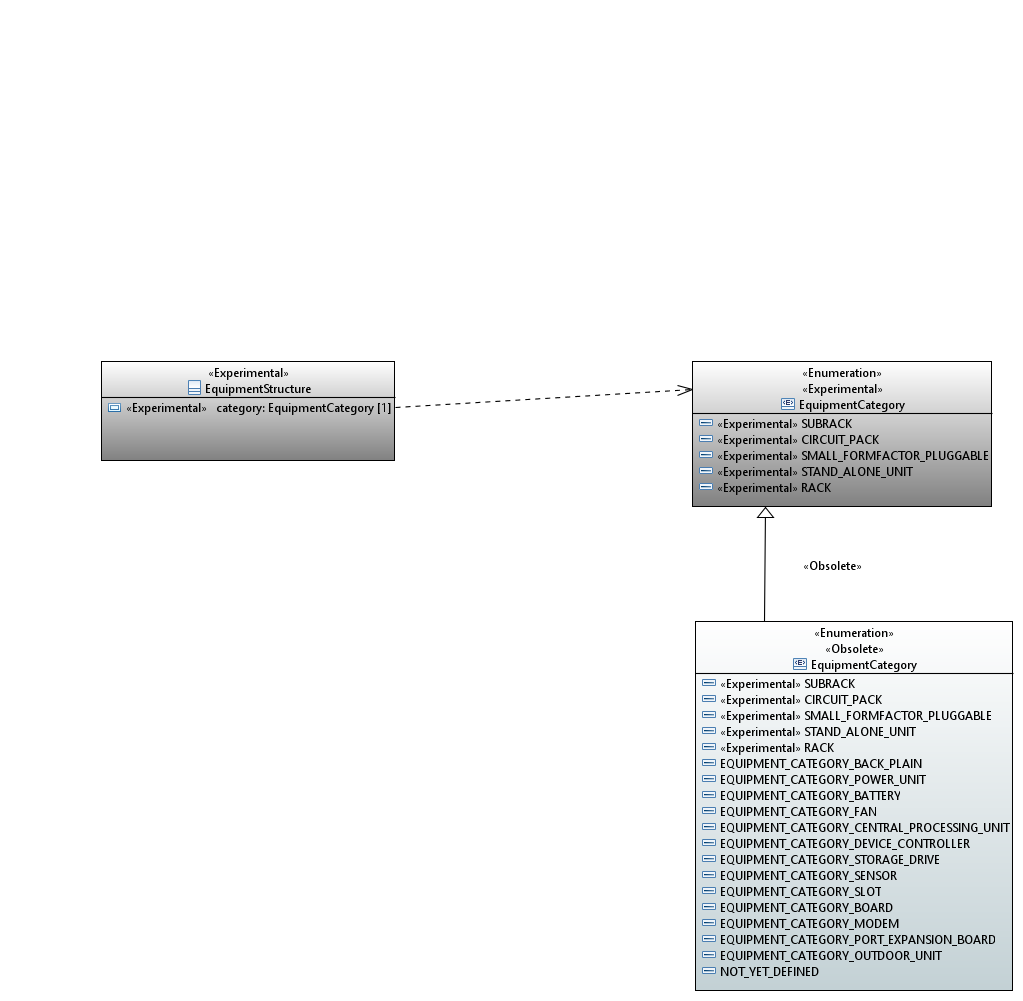 «Experimental»
EquipmentStructure
«Experimental» category: EquipmentCategory [1]
«Enumeration»
«Experimental»
EquipmentCategory
«Experimental» SUBRACK
«Experimental» CIRCUIT_PACK
«Experimental» SMALL_FORMFACTOR_PLUGGABLE
«Experimental» STAND_ALONE_UNIT
«Experimental» RACK
«Obsolete»
«Enumeration»
«Obsolete»
EquipmentCategory
«Experimental» SUBRACK
«Experimental» CIRCUIT_PACK
«Experimental» SMALL_FORMFACTOR_PLUGGABLE
«Experimental» STAND_ALONE_UNIT
«Experimental» RACK
EQUIPMENT_CATEGORY_BACK_PLAIN
EQUIPMENT_CATEGORY_POWER_UNIT
EQUIPMENT_CATEGORY_BATTERY
EQUIPMENT_CATEGORY_FAN
EQUIPMENT_CATEGORY_CENTRAL_PROCESSING_UNIT
EQUIPMENT_CATEGORY_DEVICE_CONTROLLER
EQUIPMENT_CATEGORY_STORAGE_DRIVE
EQUIPMENT_CATEGORY_SENSOR
EQUIPMENT_CATEGORY_SLOT
EQUIPMENT_CATEGORY_BOARD
EQUIPMENT_CATEGORY_MODEM
EQUIPMENT_CATEGORY_PORT_EXPANSION_BOARD
EQUIPMENT_CATEGORY_OUTDOOR_UNIT
NOT_YET_DEFINED